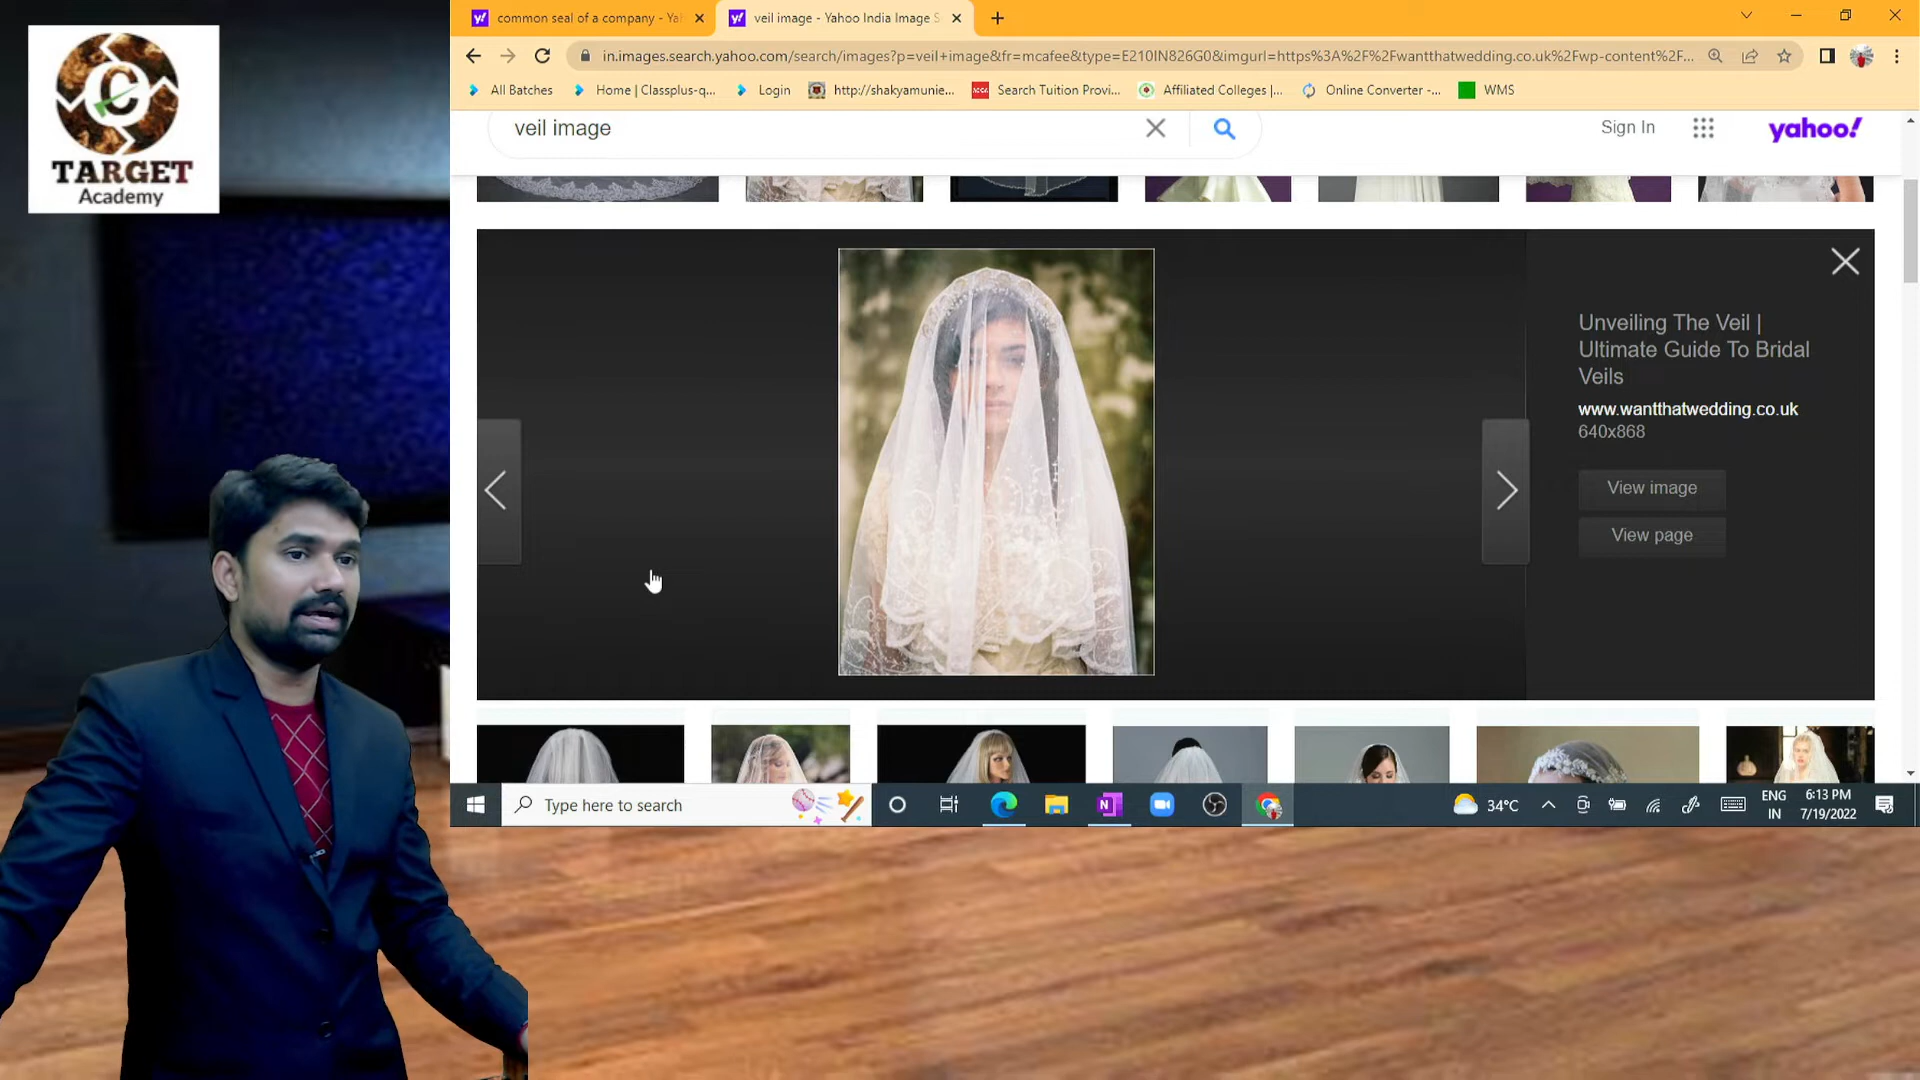 TARGET
Academy
common seal of a company - Ya
veil image - Yahoo India Image S
in.images.search.yahoo.com/search/images?p=veil+image&fr=mcafee&type=E210IN826G0&imgurl=https%3A%2F%2Fwantthatwedding.co.uk%2Fwp-content%2F...
All Batches
Home | Classplus-q...
Login
http://shakyamunie...
Search Tuition Provi...
Affiliated Colleges |...
Online Converter -...
WMS
veil image
Sign In
yahoo!
Unveiling The Veil |
Ultimate Guide To Bridal
Veils
www.wantthatwedding.co.uk
640x868
View image
View page
Type here to search
34°C
ENG
IN
6:13 PM
7/19/2022